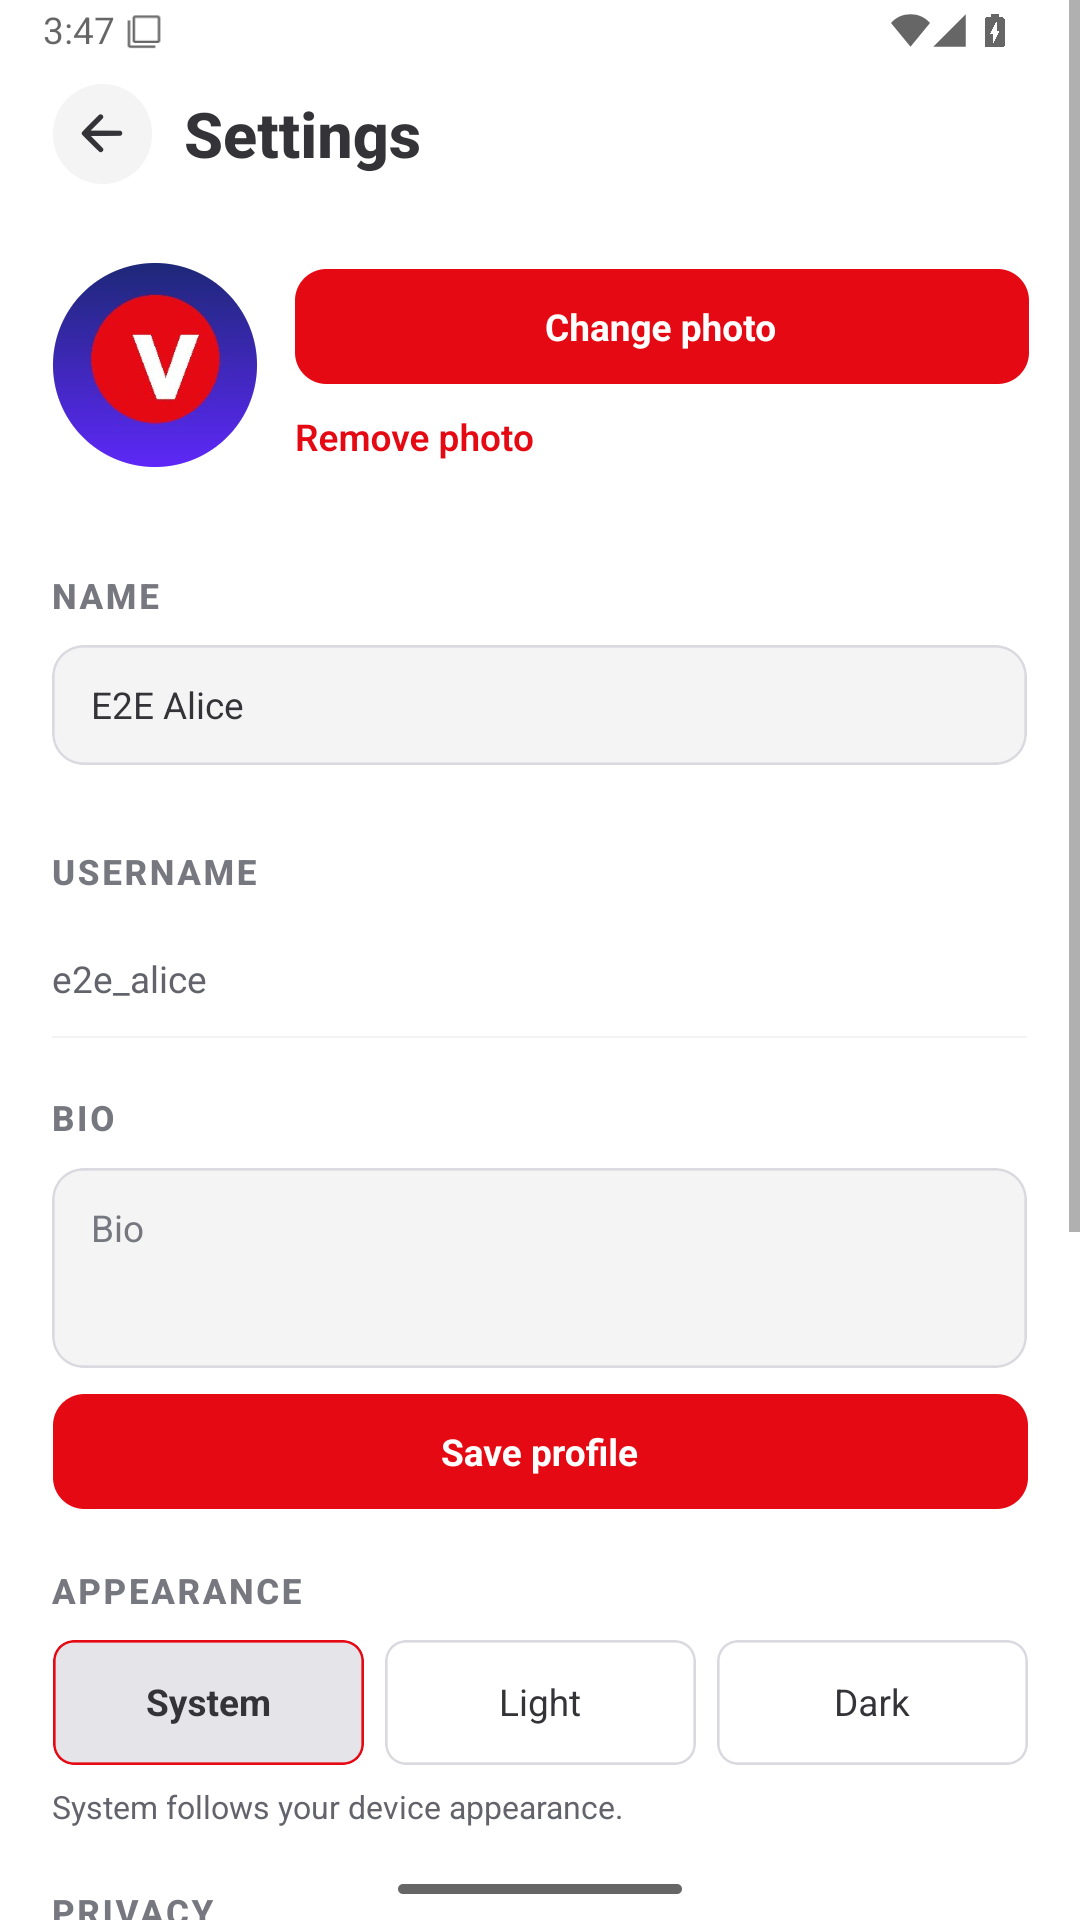 3:47
Settings
V
Change photo
Remove photo
NAME
E2E Alice
USERNAME
e2e_alice
BIO
Bio
Save profile
APPEARANCE
System
Light
Dark
System follows your device appearance.
PRIVACY